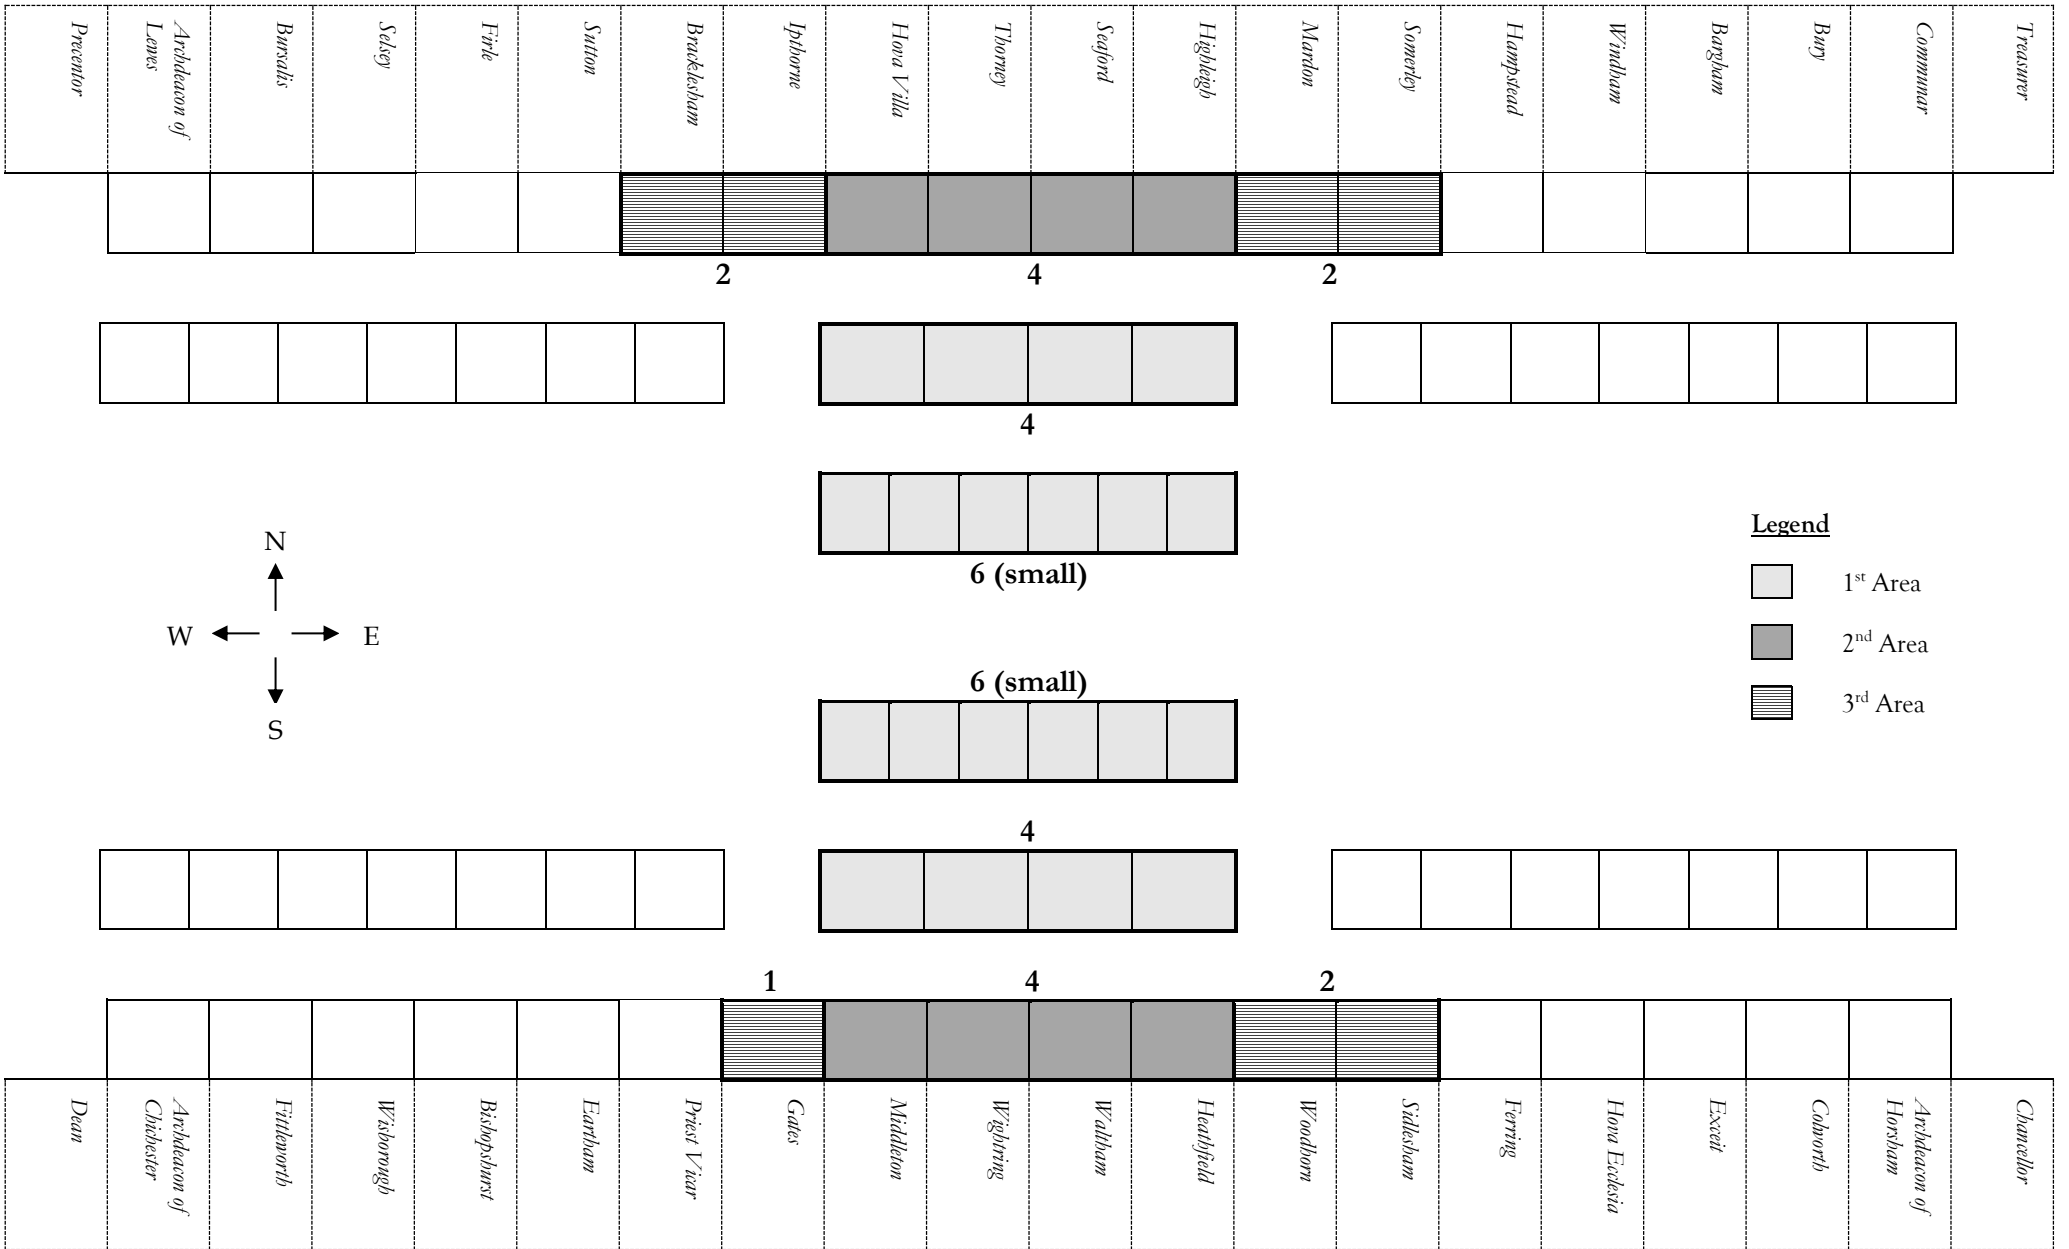 Precentor
Archdeacon of
Lewes
Bursalis
Selsey
Firle
Sutton
Bracklesham
Ipthorne
Hova Villa
Thorney
Seaford
Highleigh
Mardon
Somerley
Hampstead
Windham
Bargham
Bury
Communar
Treasurer
2
4
2
4
6 (small)
N
W
E
S
Legend
1st Area
2nd Area
3rd Area
6 (small)
4
1
4
2
Dean
Archdeacon of
Chichester
Fittleworth
Wisborough
Bishopshurst
Eartham
Priest Vicar
Gates
Middleton
Wightring
Waltham
Heathfield
Woodhorn
Sidlesham
Ferring
Hova Ecclesia
Exceit
Colworth
Archdeacon of
Horsham
Chancellor